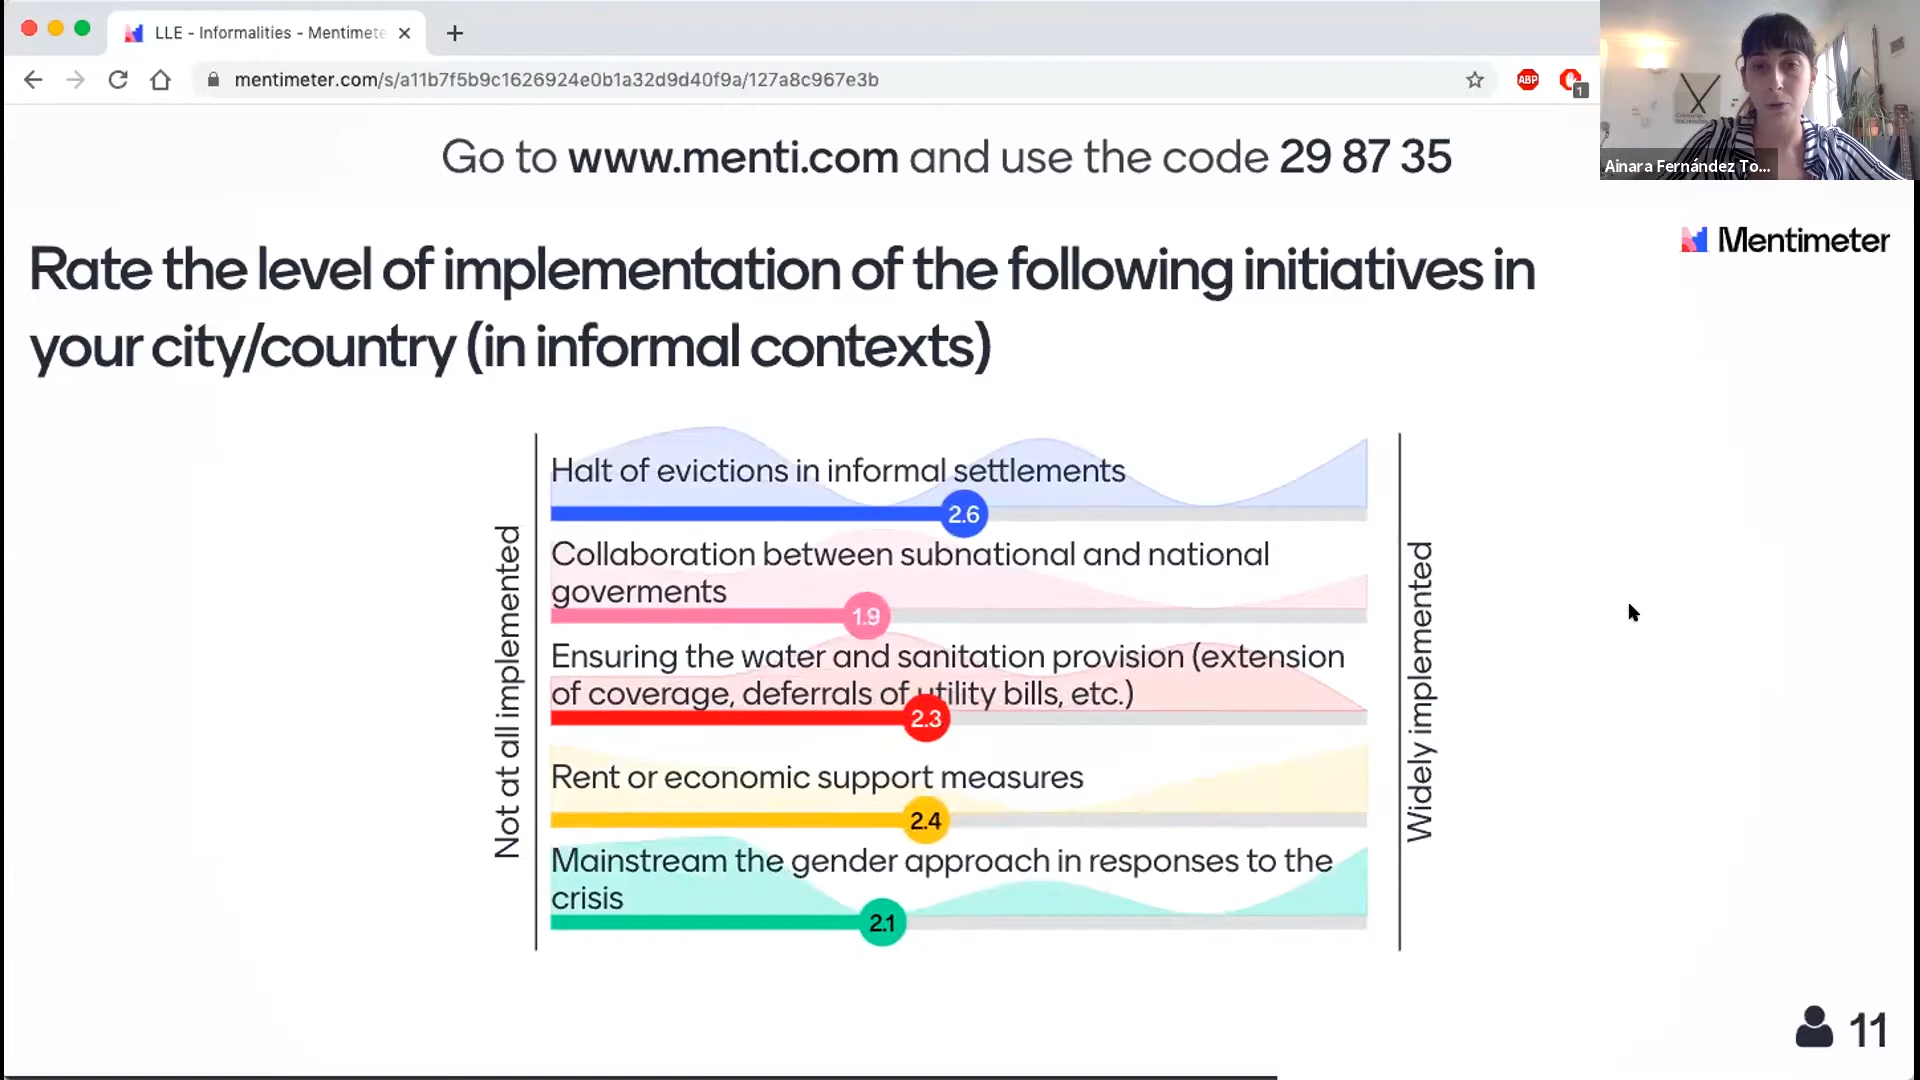 LLE - Informalities - Mentimete
mentimeter.com/s/a11b7f5b9c1626924e0b1a32d9d40f9a/127a8c967e3b
ABP
1
Go to www.menti.com and use the code 29 87 35
Ainara Fernández To...
Mentimeter
Rate the level of implementation of the following initiatives in
your city/country (in informal contexts)
Not at all implemented
Halt of evictions in informal settlements
2.6
Collaboration between subnational and national
goverments
1.9
Ensuring the water and sanitation provision (extension
of coverage, deferrals of utility bills, etc.)
2.3
Rent or economic support measures
2.4
Mainstream the gender approach in responses to the
crisis
2.1
Widely implemented
11